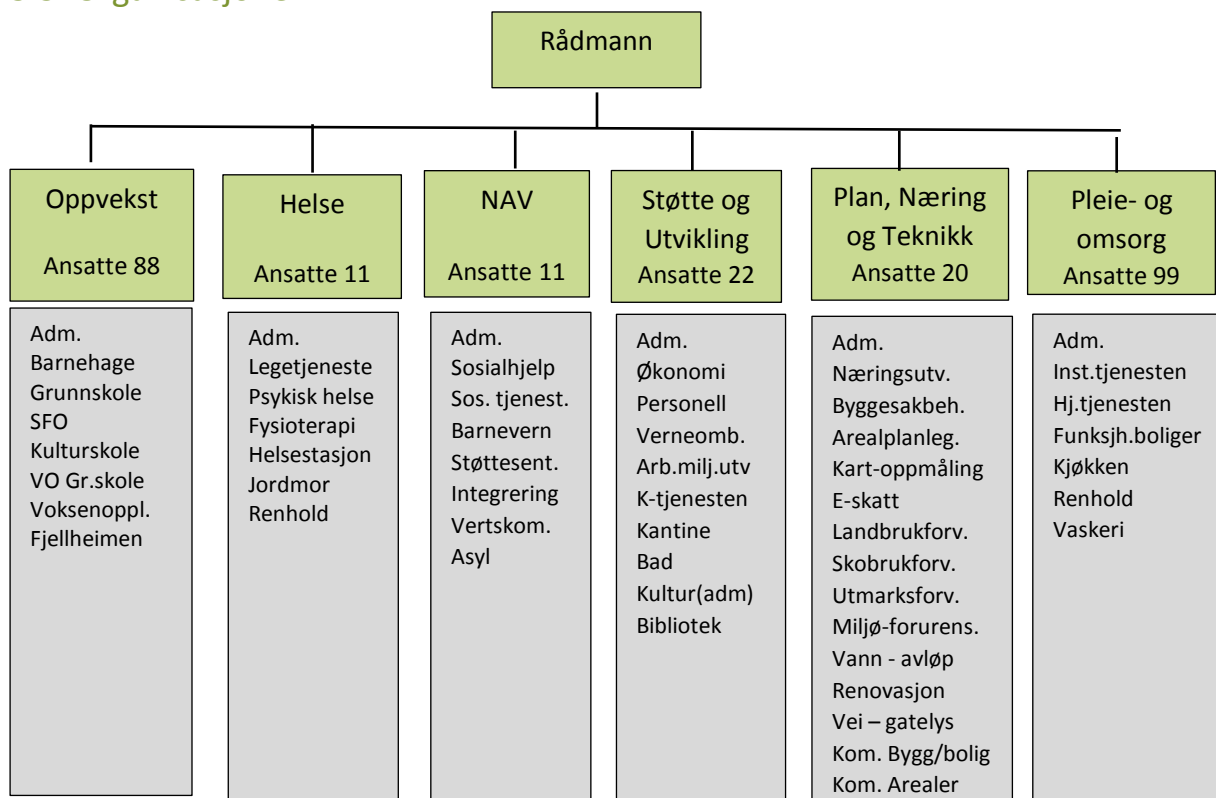 Rådmann
Oppvekst
Ansatte 88
Helse
Ansatte 11
NAV
Ansatte 11
Støtte og
Utvikling
Ansatte 22
Plan, Næring
og Teknikk
Ansatte 20
Pleie- og
omsorg
Ansatte 99
Adm.
Barnehage
Grunnskole
SFO
Kulturskole
VO Gr.skole
Voksenoppl.
Fjellheimen
Adm.
Legetjeneste
Psykisk helse
Fysioterapi
Helsestasjon
Jordmor
Renhold
Adm.
Sosialhjelp
Sos. tjenest.
Barnevern
Støttesent.
Integrering
Vertskom.
Asyl
Adm.
Økonomi
Personell
Verneomb.
Arb.milj.utv
K-tjenesten
Kantine
Bad
Kultur(adm)
Bibliotek
Adm.
Næringsutv.
Byggesakbeh.
Arealplanleg.
Kart-oppmåling
E-skatt
Landbrukforv.
Skobrukforv.
Utmarksforv.
Miljø-forurens.
Vann - avløp
Renovasjon
Vei – gatelys
Kom. Bygg/bolig
Kom. Arealer
Adm.
Inst.tjenesten
Hj.tjenesten
Funksjh.boliger
Kjøkken
Renhold
Vaskeri